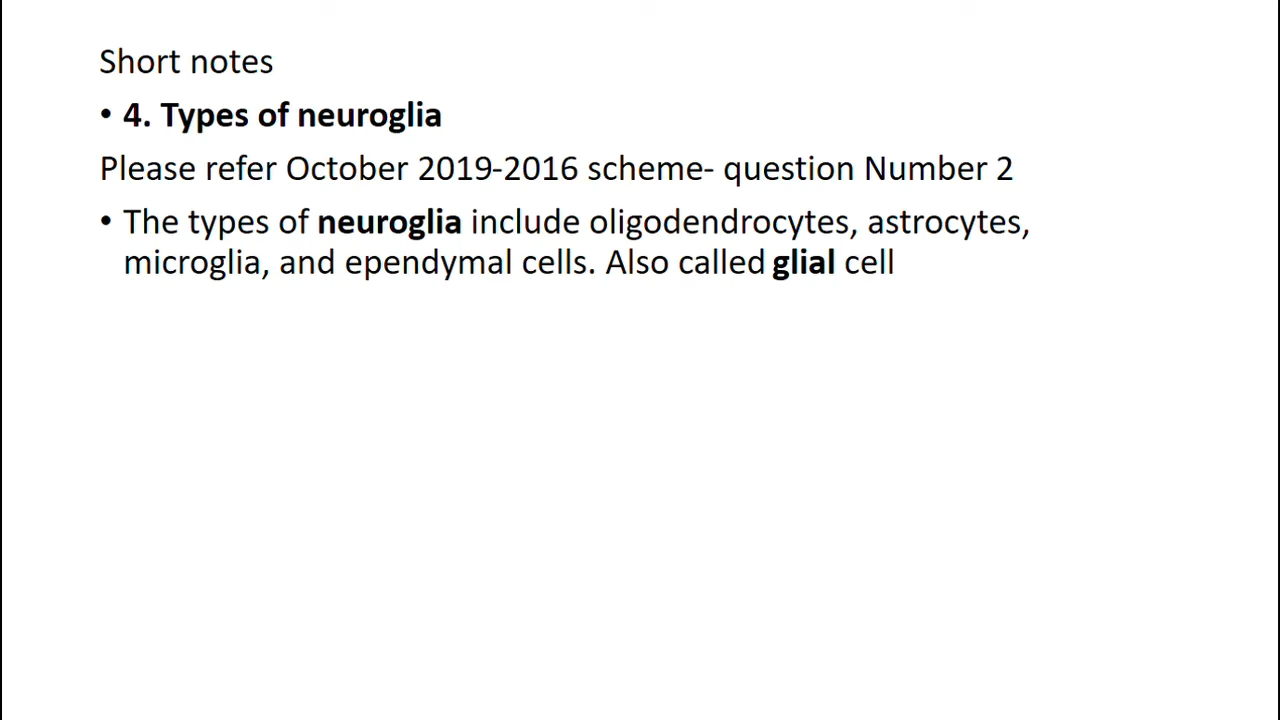 Short notes
• 4. Types of neuroglia
Please refer October 2019-2016 scheme- question Number 2
• The types of neuroglia include oligodendrocytes, astrocytes,
microglia, and ependymal cells. Also called glial cell